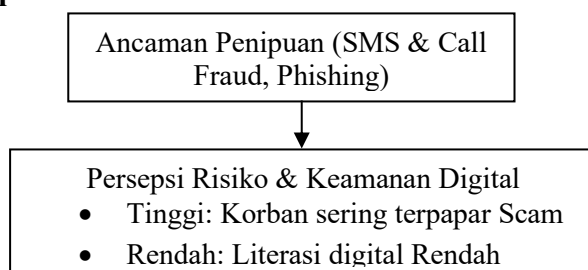 Ancaman Penipuan (SMS & Call
Fraud, Phishing)
Persepsi Risiko & Keamanan Digital
• Tinggi: Korban sering terpapar Scam
• Rendah: Literasi digital Rendah